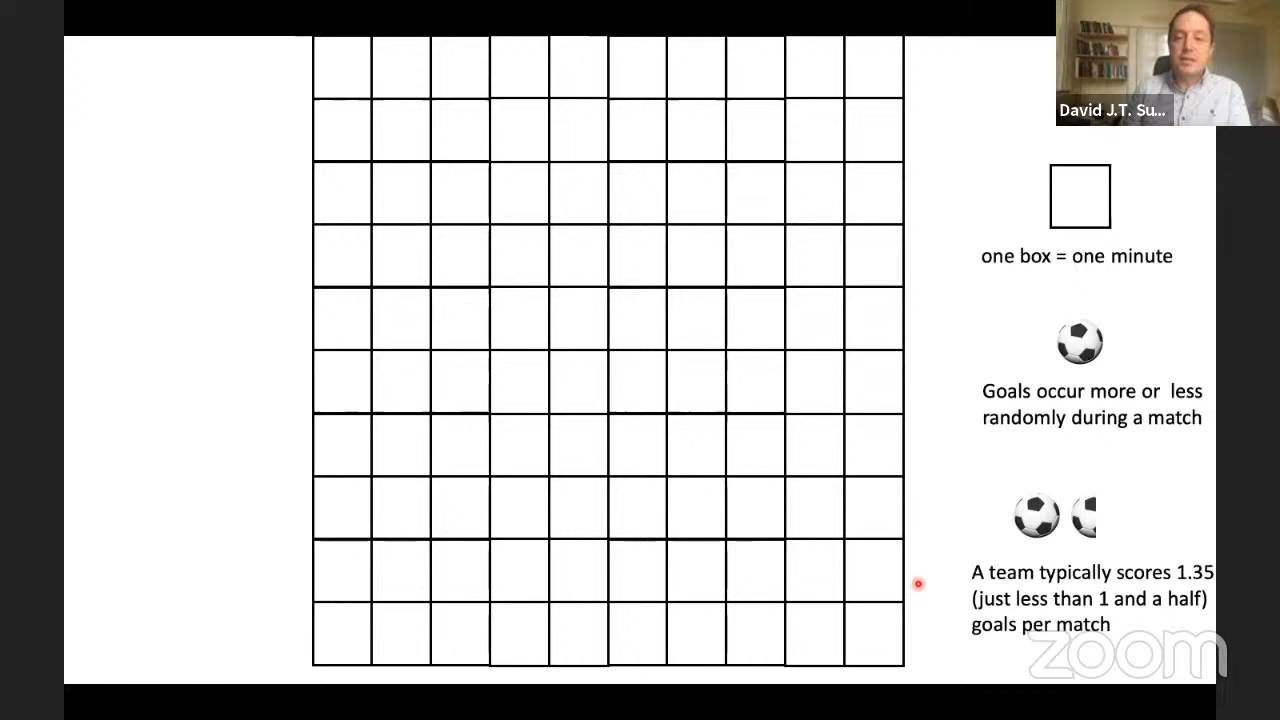 David J.T. Su...
one box = one minute
Goals occur more or less
randomly during a match
A team typically scores 1.35
(just less than 1 and a half)
goals per match
zoom